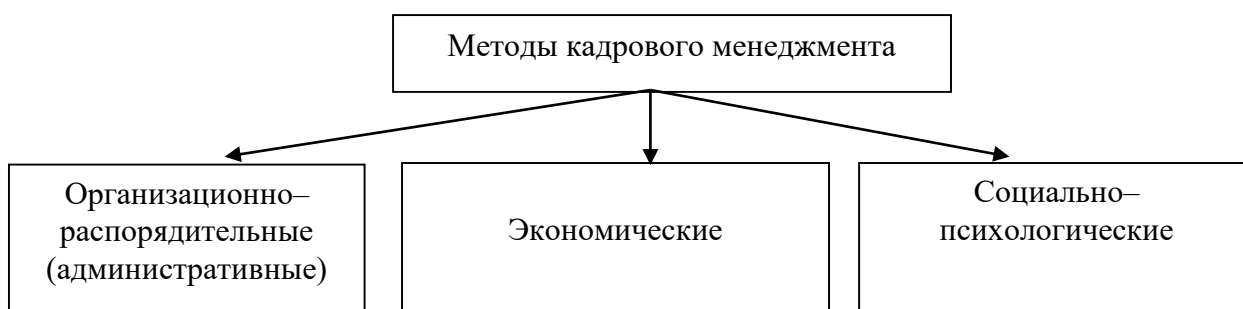 Методы кадрового менеджмента
Организационно–
распорядительные
(административные)
Экономические
Социально–
психологические